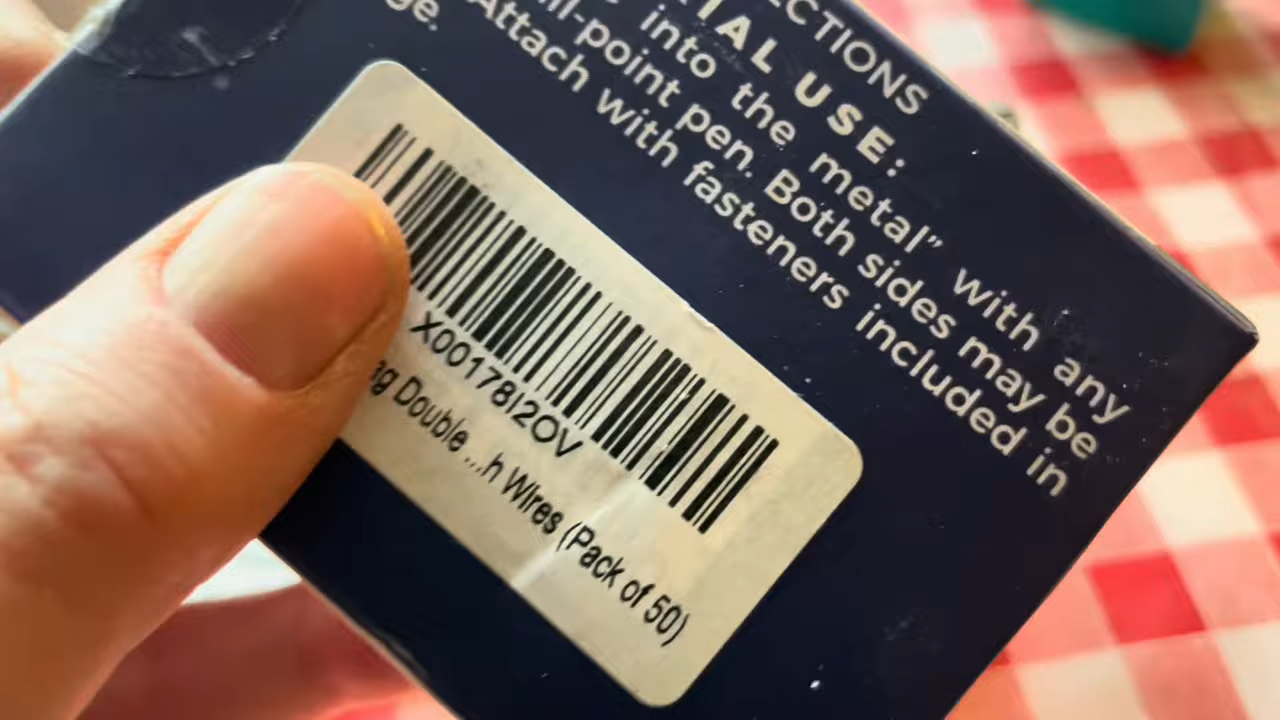 ECTIONS
IAL USE:
into the metal” with any
ll-point pen. Both sides may be
ge. Attach with fasteners included in
X00178I2OV
ag Double ...h Wires (Pack of 50)